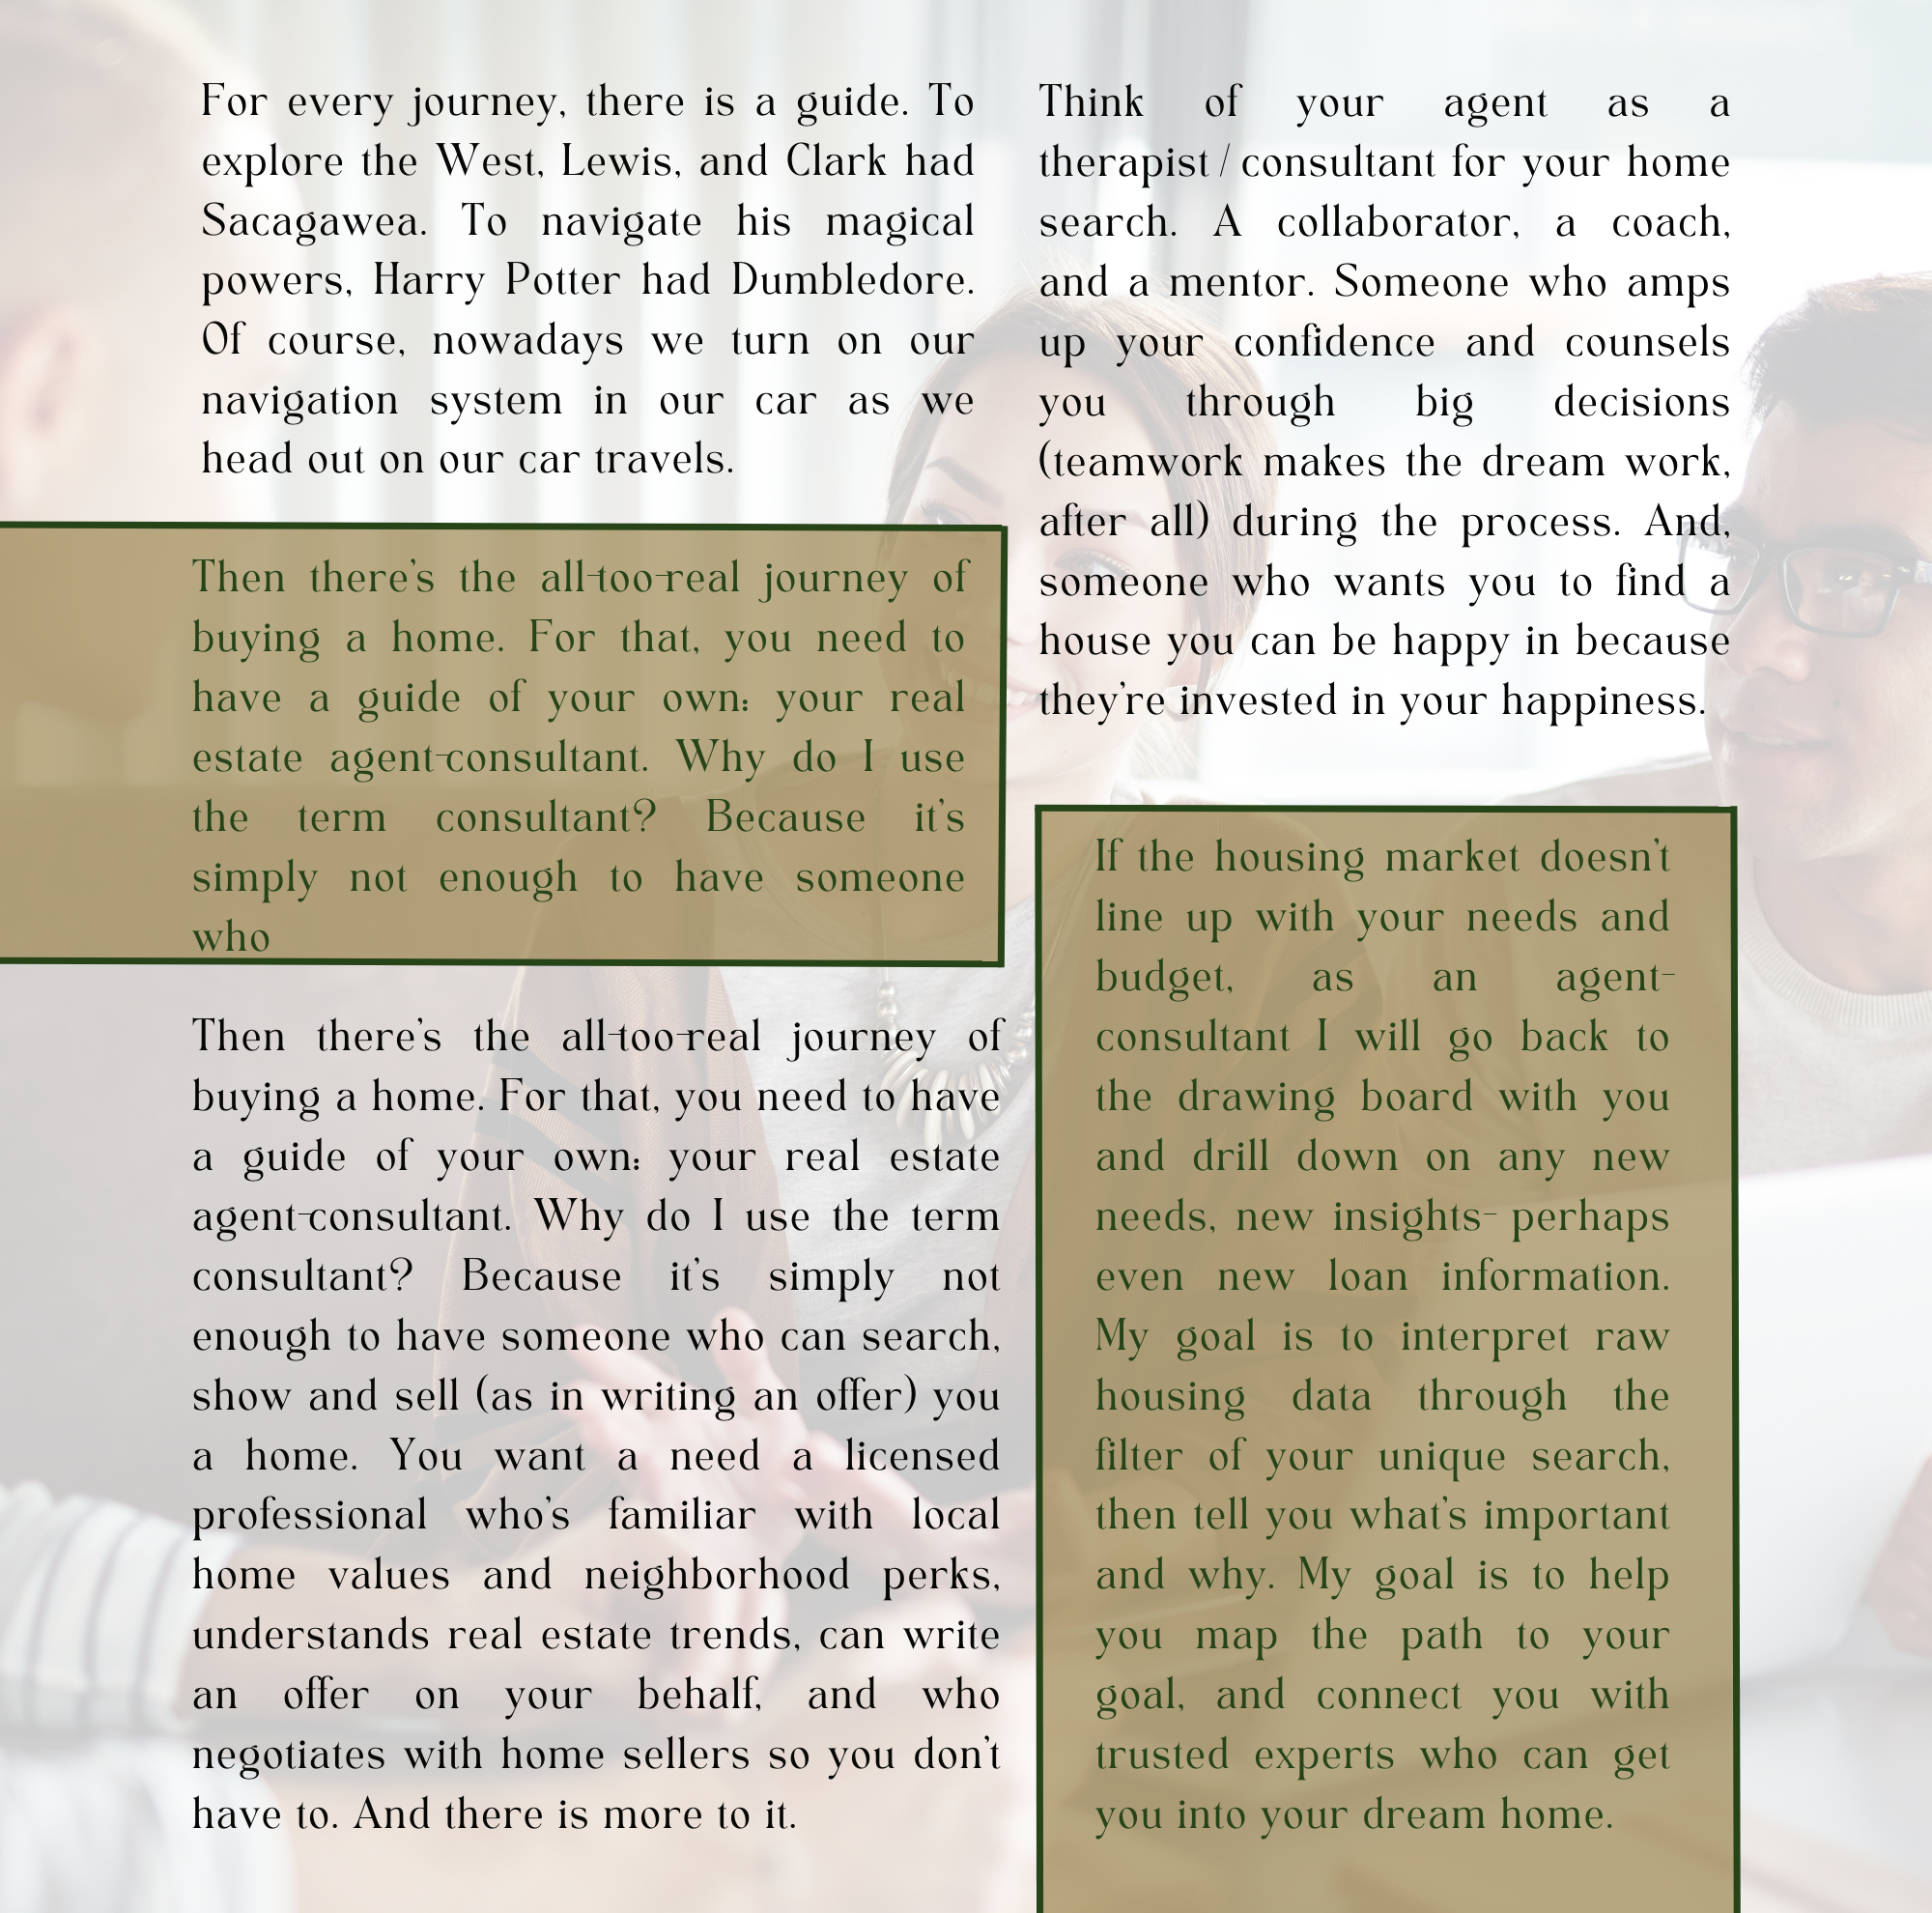 For every journey, there is a guide. To
explore the West, Lewis, and Clark had
Sacagawea. To navigate his magical
powers, Harry Potter had Dumbledore.
Of course, nowadays we turn on our
navigation system in our car as we
head out on our car travels.
Then there's the all-too-real journey of
buying a home. For that, you need to
have a guide of your own: your real
estate agent-consultant. Why do I use
the term consultant? Because it's
simply not enough to have someone
who
Then there's the all-too-real journey of
buying a home. For that, you need to have
a guide of your own: your real estate
agent-consultant. Why do I use the term
consultant? Because it's simply not
enough to have someone who can search,
show and sell (as in writing an offer) you
a home. You want a need a licensed
professional who's familiar with local
home values and neighborhood perks,
understands real estate trends, can write
an offer on your behalf, and who
negotiates with home sellers so you don't
have to. And there is more to it.
Think of your agent as a
therapist / consultant for your home
search. A collaborator, a coach,
and a mentor. Someone who amps
up your confidence and counsels
you through big decisions
(teamwork makes the dream work,
after all) during the process. And,
someone who wants you to find a
house you can be happy in because
they're invested in your happiness.
If the housing market doesn't
line up with your needs and
budget, as an agent-
consultant I will go back to
the drawing board with you
and drill down on any new
needs, new insights- perhaps
even new loan information.
My goal is to interpret raw
housing data through the
filter of your unique search,
then tell you what's important
and why. My goal is to help
you map the path to your
goal, and connect you with
trusted experts who can get
you into your dream home.